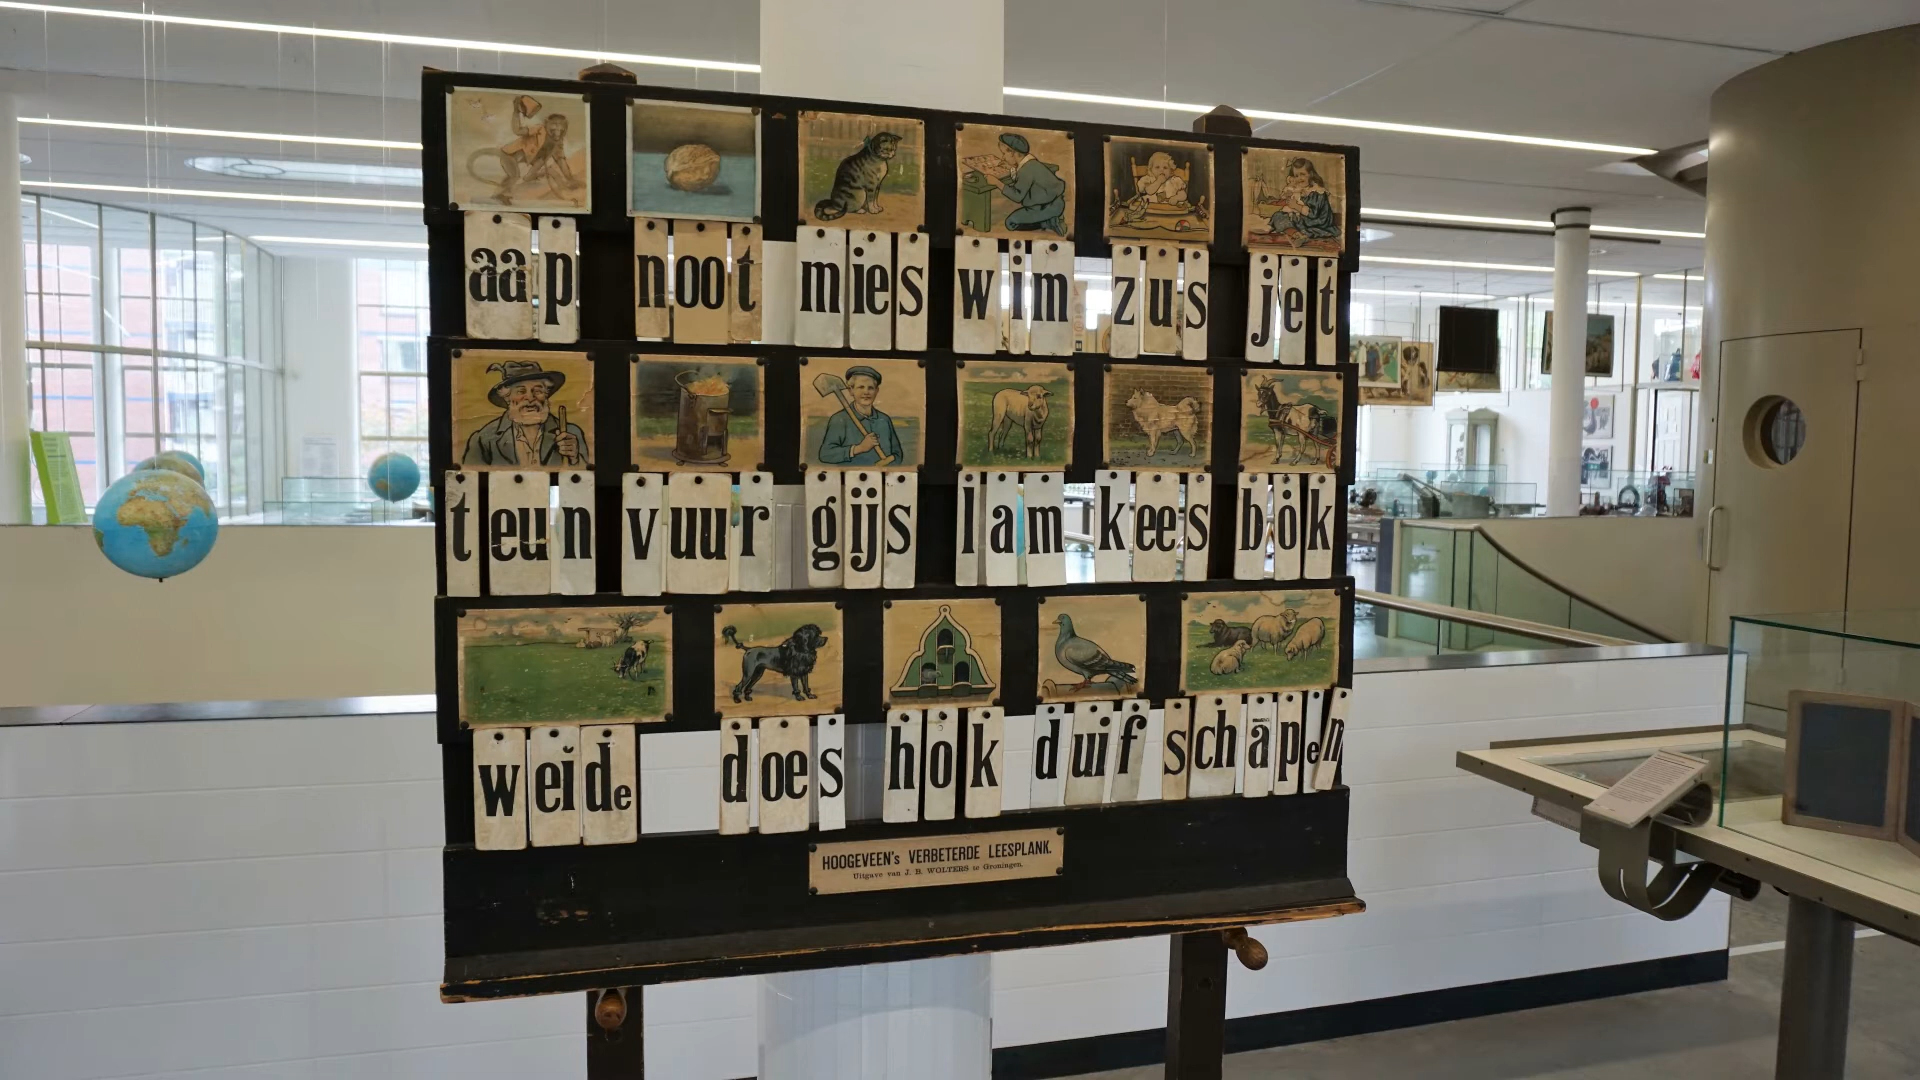 aap noot mies wim zus jet
teun vuur gijs lam kees bok
weide does hok duif schapen
HOOGEVEEN's VERBETERDE LEESPLANK.
Uitgave van J. B. WOLTERS te Groningen.